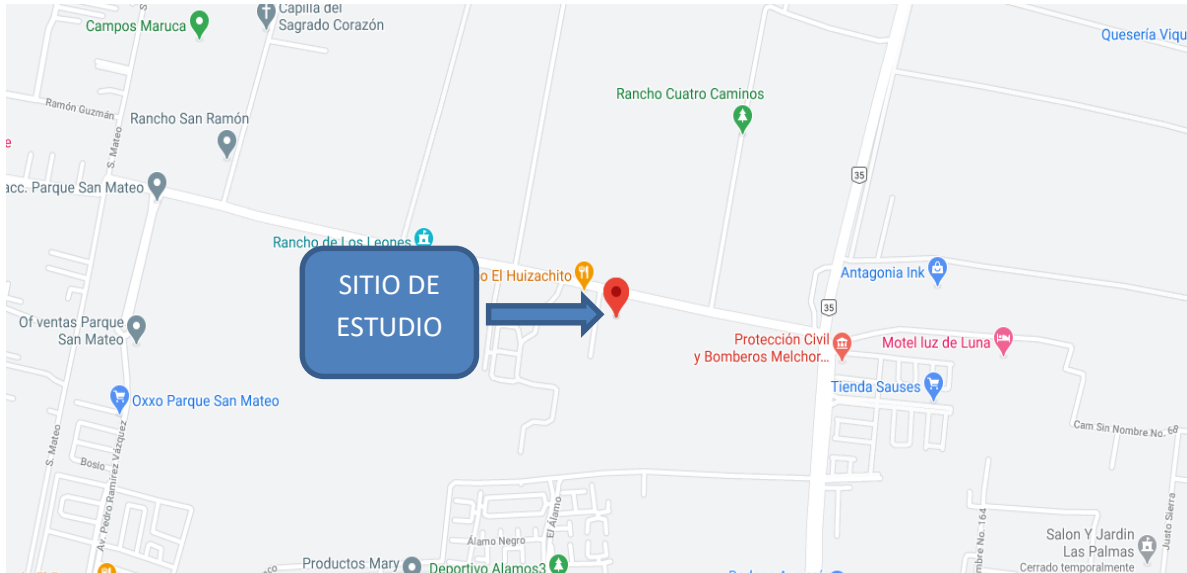 Capilla del
Sagrado Corazón
Campos Maruca
Quesería Viqu
Rancho Cuatro Caminos
Ramón Guzmán
Rancho San Ramón
S. Mateo
e
35
acc. Parque San Mateo
Rancho de Los Leones
o El Huizachito
Antagonia Ink
SITIO DE
ESTUDIO
35
Of ventas Parque
San Mateo
Protección Civil
y Bomberos Melchor...
Motel luz de Luna
Tienda Sauses
Oxxo Parque San Mateo
Cam Sin Nombre No. 68
S. Mateo
Bosio
Av. Pedro Ramírez Vázquez
El Álamo
Álamo Negro
mbre No. 164
Justo Sierra
Salon Y Jardin
Las Palmas
Cerrado temporalmente
Productos Mary
Deportivo Alamos3